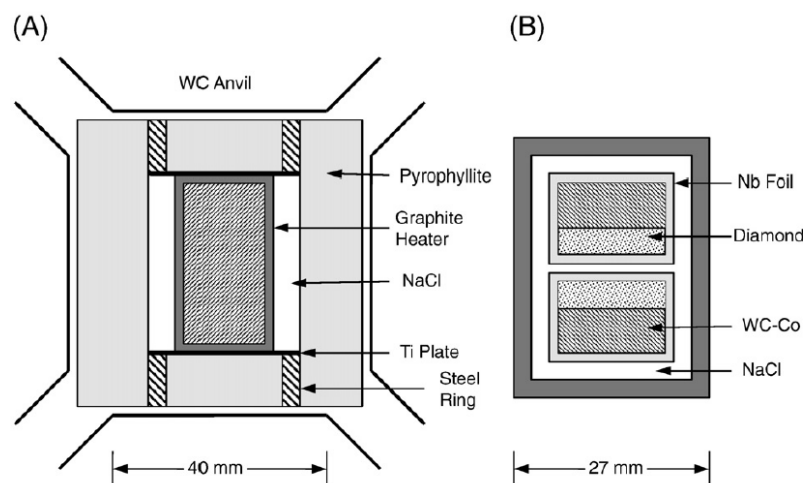 (A)
WC Anvil
Pyrophyllite
Graphite
Heater
NaCl
Ti Plate
Steel
Ring
40 mm
(B)
Nb Foil
Diamond
WC-Co
NaCl
27 mm